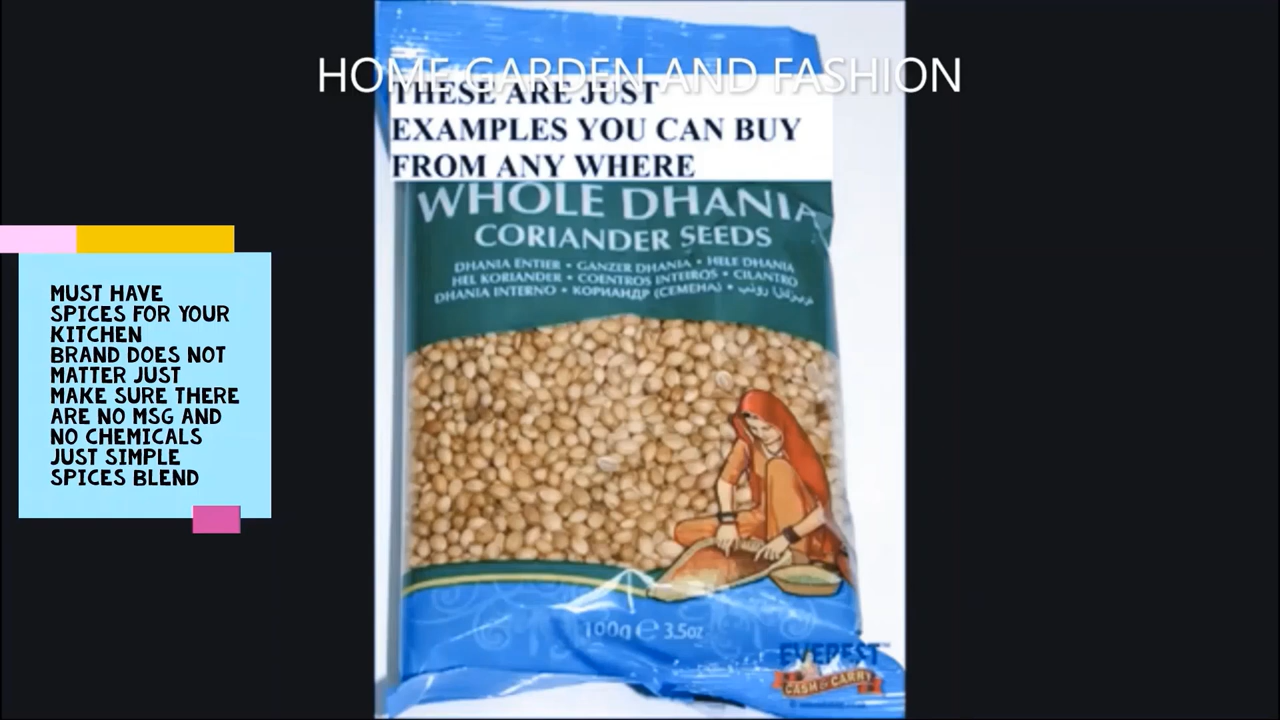 HOME GARDEN AND FASHION
THESE ARE JUST
EXAMPLES YOU CAN BUY
FROM ANY WHERE
WHOLE DHANIA
CORIANDER SEEDS
DHANIA ENTIER • GANZER DHANIA • HELE DHANIA
HEL KORIANDER • COENTROS INTEIROS • CILANTRO
DHANIA INTERNO • КОРИАНДР (СЕМЕНА) •
MUST HAVE
SPICES FOR YOUR
KITCHEN
BRAND DOES NOT
MATTER JUST
MAKE SURE THERE
ARE NO MSG AND
NO CHEMICALS
JUST SIMPLE
SPICES BLEND
100g ℮ 3.5oz
EVEREST™
CASH & CARRY